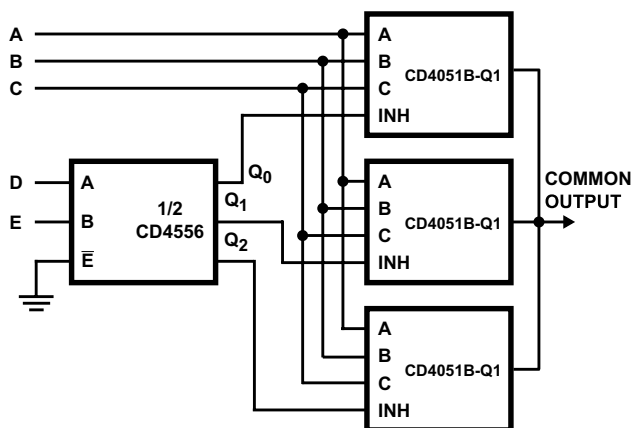 A
B
C
A
B
C
INH
CD4051B-Q1
D
E
A
B
E̅
1/2
CD4556
Q0
Q1
Q2
A
B
C
INH
CD4051B-Q1
COMMON
OUTPUT
A
B
C
INH
CD4051B-Q1